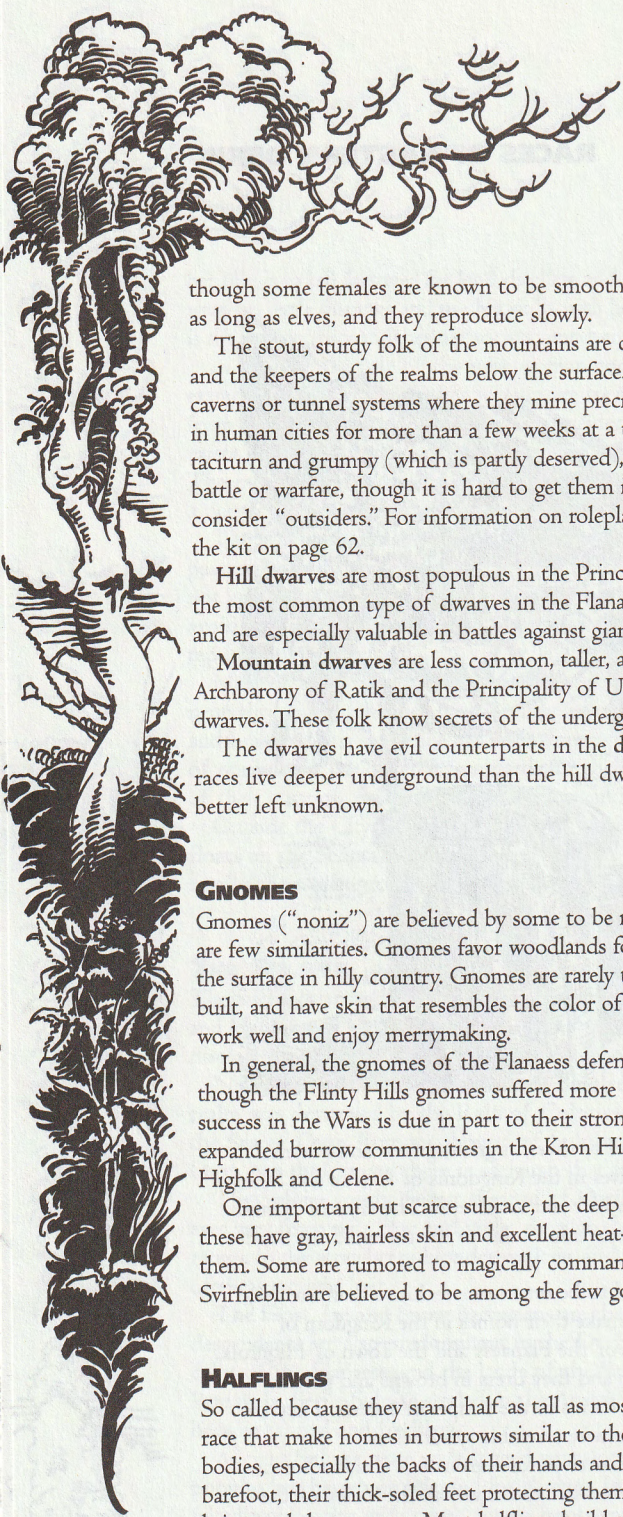 though some females are known to be smooth
as long as elves, and they reproduce slowly.
The stout, sturdy folk of the mountains are
and the keepers of the realms below the surface.
caverns or tunnel systems where they mine preci
in human cities for more than a few weeks at a
taciturn and grumpy (which is partly deserved),
battle or warfare, though it is hard to get them
consider “outsiders.” For information on rolepl
the kit on page 62.
Hill dwarves are most populous in the Princ
the most common type of dwarves in the Flana
and are especially valuable in battles against gian
Mountain dwarves are less common, taller, a
Archbarony of Ratik and the Principality of U
dwarves. These folk know secrets of the underg
The dwarves have evil counterparts in the d
races live deeper underground than the hill dw
better left unknown.
GNOMES
Gnomes (“noniz”) are believed by some to be
are few similarities. Gnomes favor woodlands fo
the surface in hilly country. Gnomes are rarely
built, and have skin that resembles the color of
work well and enjoy merrymaking.
In general, the gnomes of the Flanaess defen
though the Flinty Hills gnomes suffered more
success in the Wars is due in part to their stron
expanded burrow communities in the Kron Hi
Highfolk and Celene.
One important but scarce subrace, the deep
these have gray, hairless skin and excellent heat-
them. Some are rumored to magically comman
Svirfneblin are believed to be among the few go
HALFLINGS
So called because they stand half as tall as mos
race that make homes in burrows similar to the
bodies, especially the backs of their hands and
barefoot, their thick-soled feet protecting them